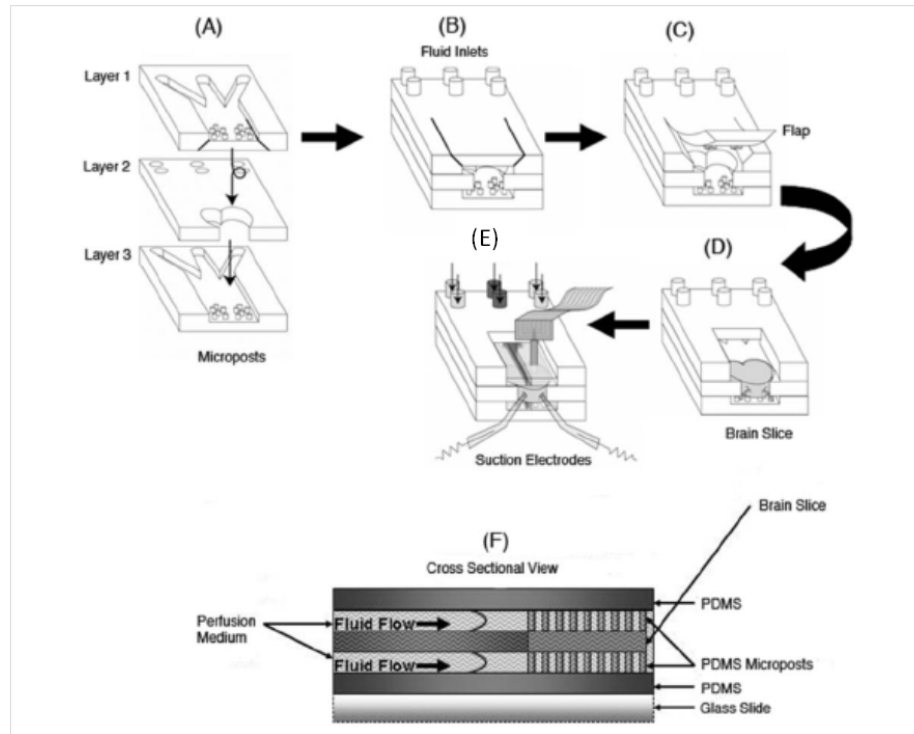 (A)
(B)
(C)
Fluid Inlets
Layer 1
Flap
Layer 2
Layer 3
(E)
(D)
Microposts
Brain Slice
Suction Electrodes
Brain Slice
(F)
Cross Sectional View
PDMS
Perfusion
Medium
Fluid Flow
PDMS Microposts
Fluid Flow
PDMS
Glass Slide